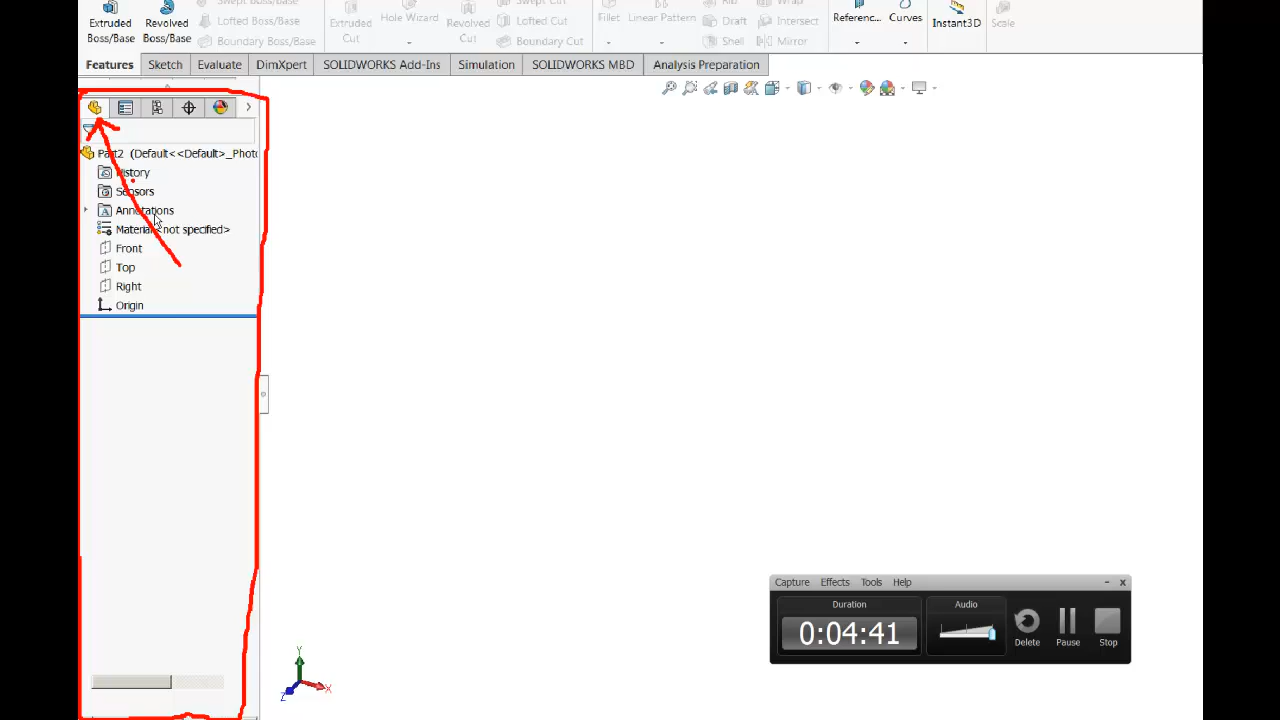 Swept Boss/Base
Swept Cut
Rib
Wrap
Extruded Boss/Base
Revolved Boss/Base
Lofted Boss/Base
Boundary Boss/Base
Extruded Cut
Hole Wizard
Revolved Cut
Lofted Cut
Boundary Cut
Fillet
Linear Pattern
Draft
Shell
Intersect
Mirror
Referenc...
Curves
Instant3D
Scale
Features
Sketch
Evaluate
DimXpert
SOLIDWORKS Add-Ins
Simulation
SOLIDWORKS MBD
Analysis Preparation
Part2 (Default<<Default>_Photo
History
Sensors
Annotations
Material <not specified>
Front
Top
Right
Origin
Y
X
Z
Capture
Effects
Tools
Help
Duration
0:04:41
Audio
Delete
Pause
Stop